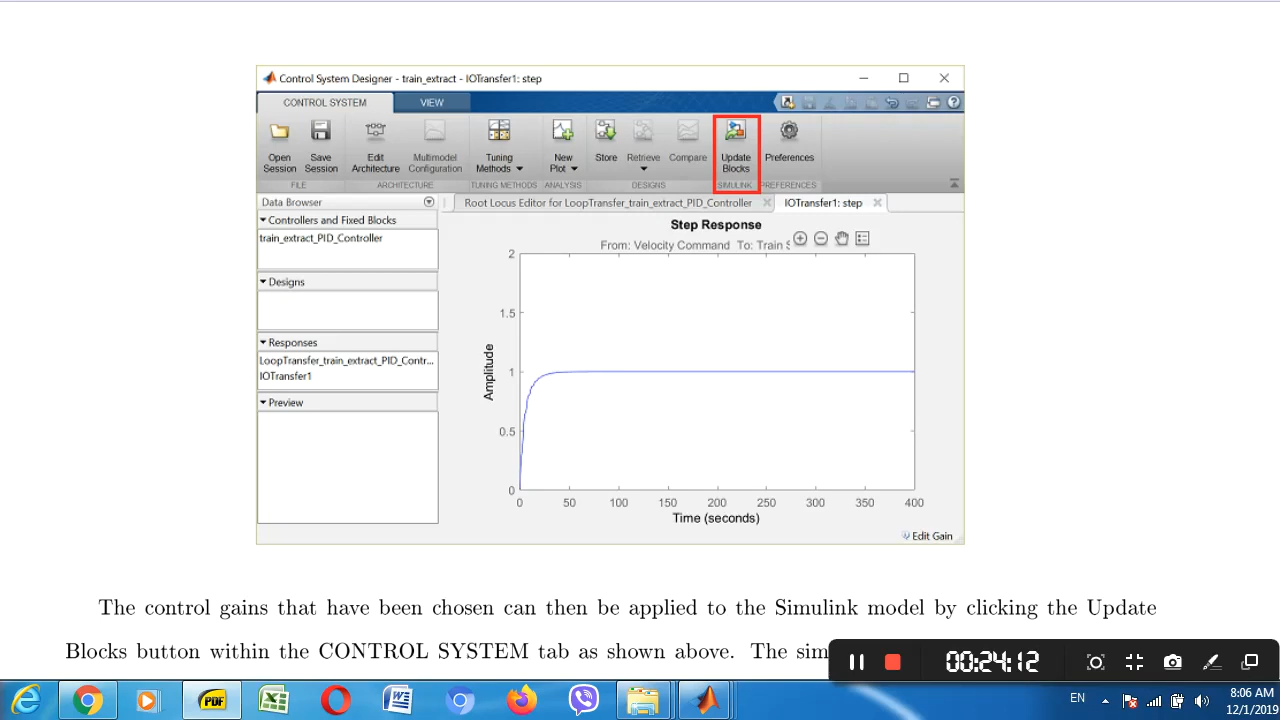 Control System Designer - train_extract - IOTransfer1: step
CONTROL SYSTEM
VIEW
Open Session
Save Session
Edit Architecture
Multimodel Configuration
Tuning Methods
New Plot
Store
Retrieve
Compare
Update Blocks
Preferences
FILE
ARCHITECTURE
TUNING METHODS
ANALYSIS
DESIGNS
SIMULINK
PREFERENCES
Data Browser
Root Locus Editor for LoopTransfer_train_extract_PID_Controller
IOTransfer1: step
Controllers and Fixed Blocks
train_extract_PID_Controller
Designs
Responses
LoopTransfer_train_extract_PID_Contr...
IOTransfer1
Preview
Step Response
From: Velocity Command To: Train S
2
1.5
1
0.5
0
Amplitude
0 50 100 150 200 250 300 350 400
Time (seconds)
Edit Gain
The control gains that have been chosen can then be applied to the Simulink model by clicking the Update
Blocks button within the CONTROL SYSTEM tab as shown above. The sim
00:24:12
PDF
EN
8:06 AM
12/1/2019